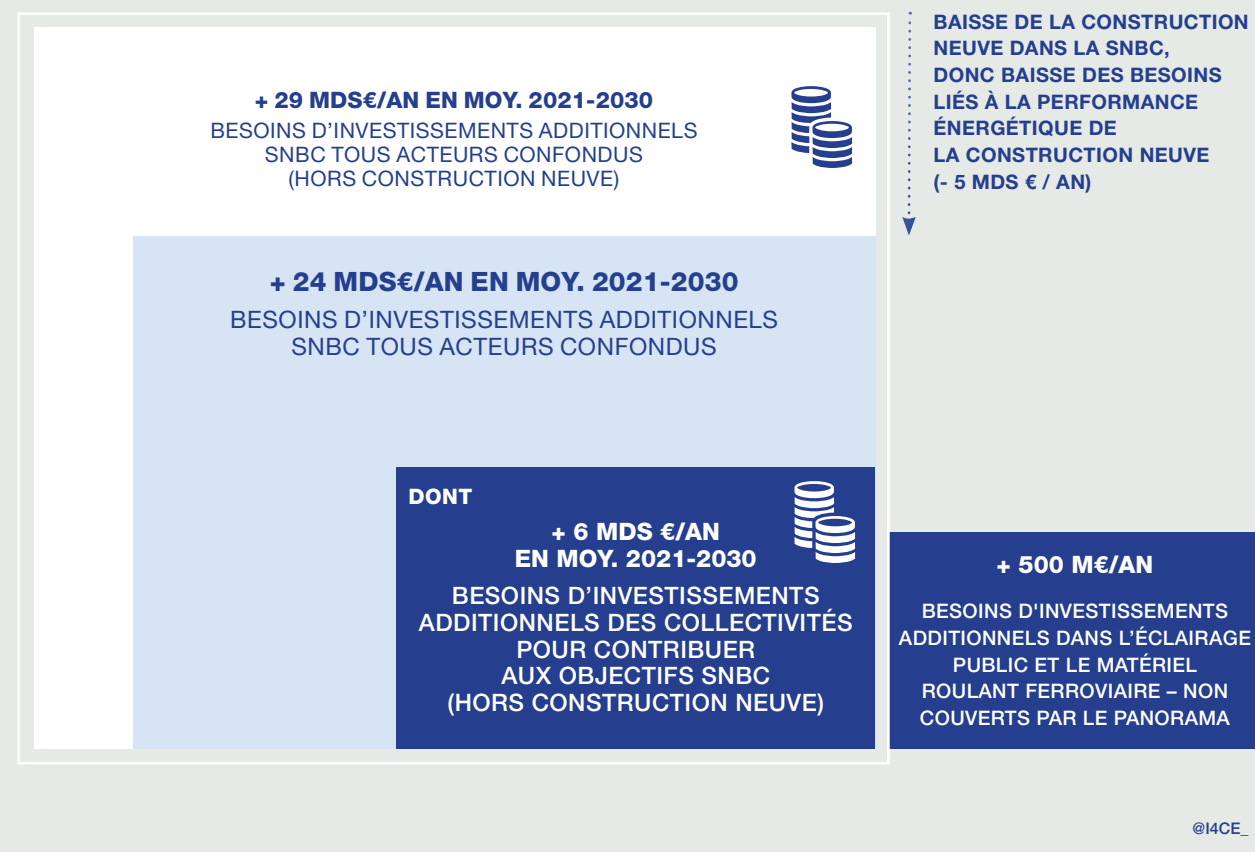 + 29 MDS€/AN EN MOY. 2021-2030
BESOINS D’INVESTISSEMENTS ADDITIONNELS
SNBC TOUS ACTEURS CONFONDUS
(HORS CONSTRUCTION NEUVE)
BAISSE DE LA CONSTRUCTION
NEUVE DANS LA SNBC,
DONC BAISSE DES BESOINS
LIÉS À LA PERFORMANCE
ÉNERGÉTIQUE DE
LA CONSTRUCTION NEUVE
(- 5 MDS € / AN)
+ 24 MDS€/AN EN MOY. 2021-2030
BESOINS D’INVESTISSEMENTS ADDITIONNELS
SNBC TOUS ACTEURS CONFONDUS
DONT
+ 6 MDS €/AN
EN MOY. 2021-2030
BESOINS D’INVESTISSEMENTS
ADDITIONNELS DES COLLECTIVITÉS
POUR CONTRIBUER
AUX OBJECTIFS SNBC
(HORS CONSTRUCTION NEUVE)
+ 500 M€/AN
BESOINS D'INVESTISSEMENTS
ADDITIONNELS DANS L’ÉCLAIRAGE
PUBLIC ET LE MATÉRIEL
ROULANT FERROVIAIRE – NON
COUVERTS PAR LE PANORAMA
@I4CE_